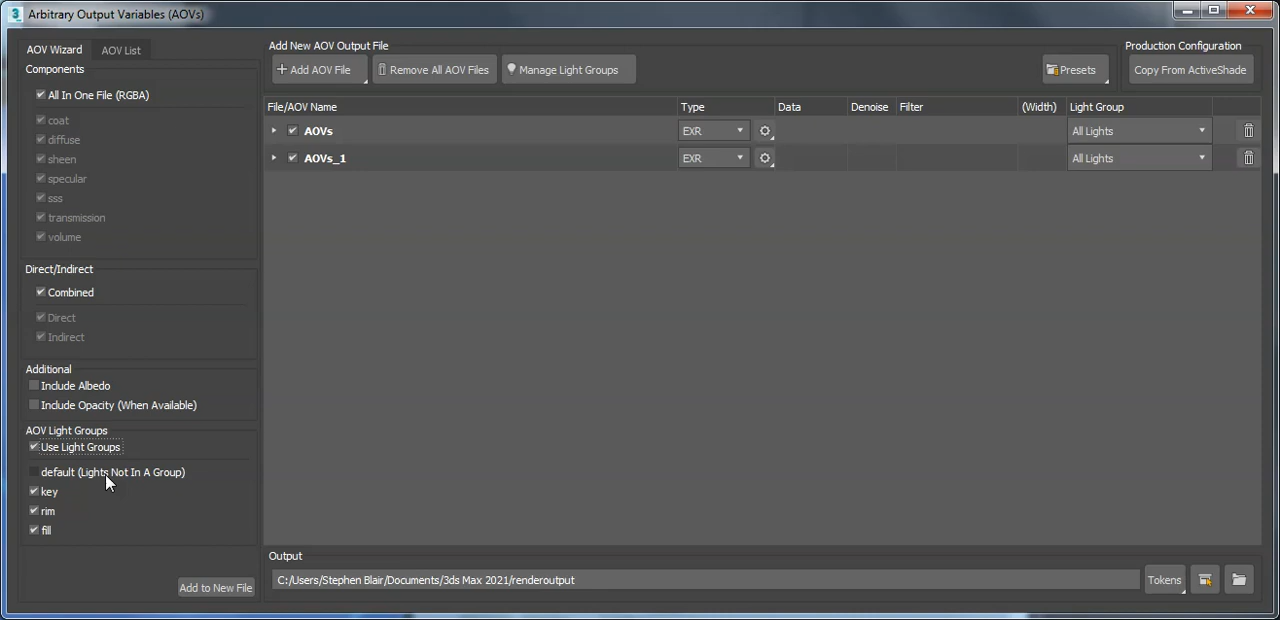 3 Arbitrary Output Variables (AOVs)
AOV Wizard AOV List
Components
All In One File (RGBA)
coat
diffuse
sheen
specular
sss
transmission
volume
Direct/Indirect
Combined
Direct
Indirect
Additional
Include Albedo
Include Opacity (When Available)
AOV Light Groups
Use Light Groups
default (Lights Not In A Group)
key
rim
fill
Add to New File
Add New AOV Output File
+ Add AOV File Remove All AOV Files Manage Light Groups Presets
Production Configuration
Copy From ActiveShade
File/AOV Name Type Data Denoise Filter (Width) Light Group
AOVs EXR All Lights
AOVs_1 EXR All Lights
Output
C:/Users/Stephen Blair/Documents/3ds Max 2021/renderoutput Tokens